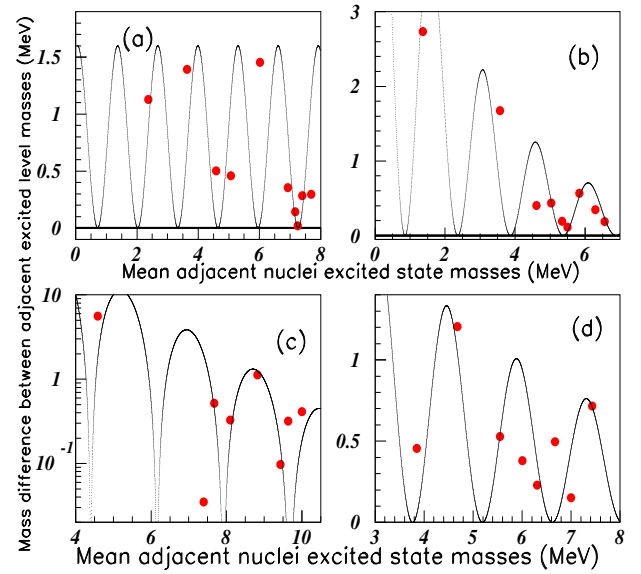 Mass difference between adjacent excited level masses (MeV)
(a)
1.5
1
0.5
0
0 2 4 6 8
(b)
3
2
1
0
0 2 4 6
Mean adjacent nuclei excited state masses (MeV)
(c)
10
1
10 -1
4 6 8 10
(d)
1
0.5
0
3 4 5 6 7 8
Mean adjacent nuclei excited state masses (MeV)